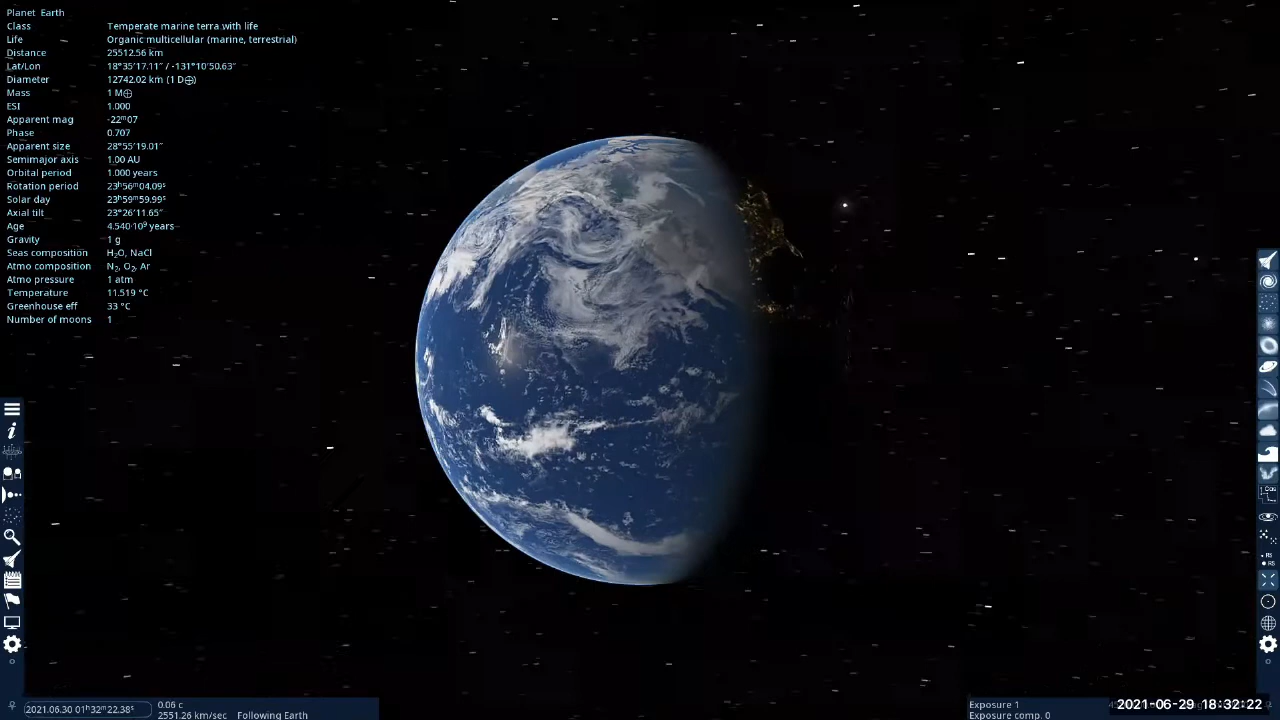 Planet Earth
Class Temperate marine terra with life
Life Organic multicellular (marine, terrestrial)
Distance 25512.56 km
Lat/Lon 18°35'17.11" / -131°10'50.63"
Diameter 12742.02 km (1 D⊕)
Mass 1 M⊕
ESI 1.000
Apparent mag -22ᵐ07
Phase 0.707
Apparent size 28°55'19.01"
Semimajor axis 1.00 AU
Orbital period 1.000 years
Rotation period 23ʰ56ᵐ04.09ˢ
Solar day 23ʰ59ᵐ59.99ˢ
Axial tilt 23°26'11.65"
Age 4.540·10⁹ years
Gravity 1 g
Seas composition H₂O, NaCl
Atmo composition N₂, O₂, Ar
Atmo pressure 1 atm
Temperature 11.519 °C
Greenhouse eff 33 °C
Number of moons 1
RS
RS
2021.06.30 01ʰ32ᵐ22.38ˢ
0.06 c
2551.26 km/sec Following Earth
Exposure 1
Exposure comp. 0
2021-06-29 18:32:22